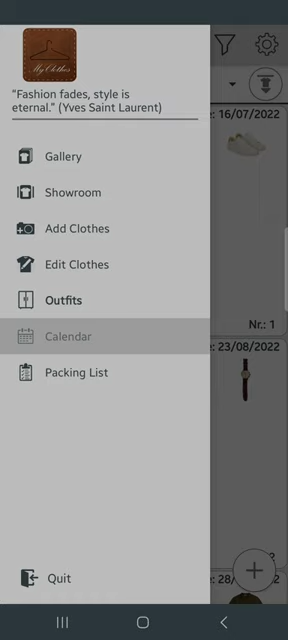 My Clothes
"Fashion fades, style is
eternal." (Yves Saint Laurent)
: 16/07/2022
Gallery
Showroom
Add Clothes
Edit Clothes
Outfits
Nr.: 1
Calendar
: 23/08/2022
Packing List
Quit